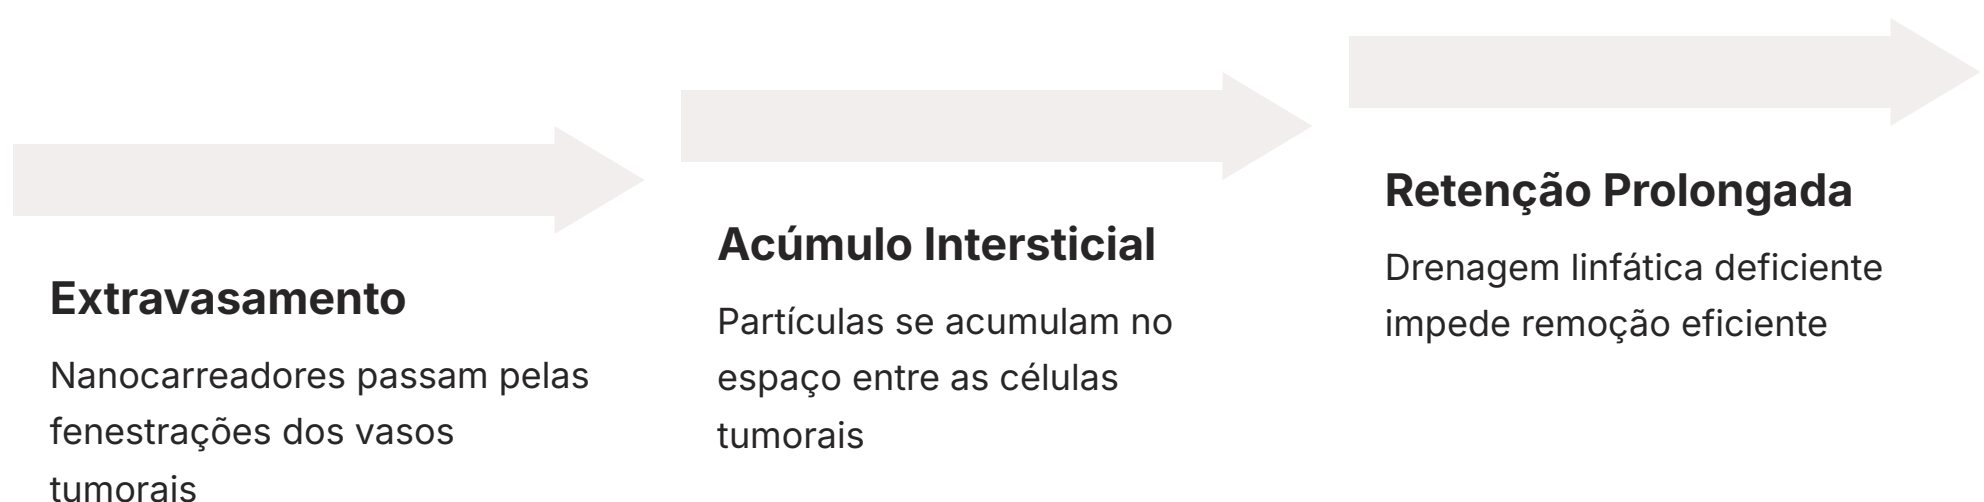 Extravasamento
Nanocarreadores passam pelas
fenestrações dos vasos
tumorais
Acúmulo Intersticial
Partículas se acumulam no
espaço entre as células
tumorais
Retenção Prolongada
Drenagem linfática deficiente
impede remoção eficiente